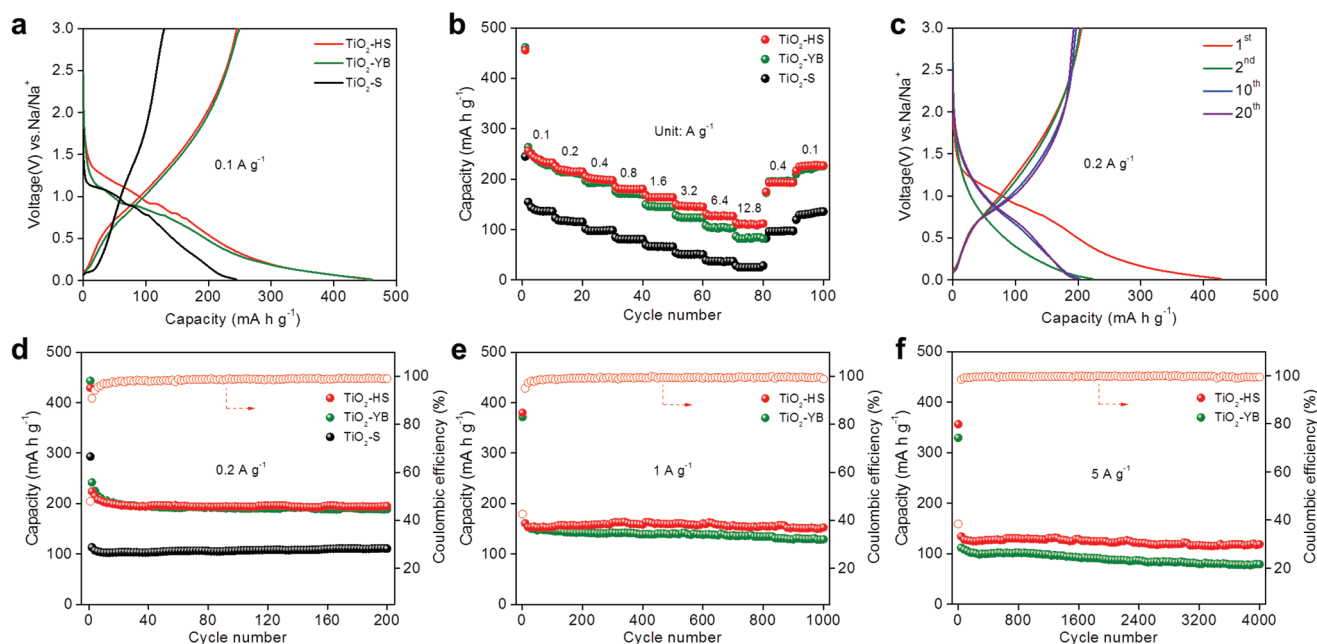 a
3.0
2.5
2.0
1.5
1.0
0.5
0.0
Voltage(V) vs.Na/Na⁺
TiO₂-HS
TiO₂-YB
TiO₂-S
0.1 A g⁻¹
0 100 200 300 400 500
Capacity (mA h g⁻¹)
b
500
400
300
200
100
0
Capacity (mA h g⁻¹)
TiO₂-HS
TiO₂-YB
TiO₂-S
Unit: A g⁻¹
0.1 0.2 0.4 0.8 1.6 3.2 6.4 12.8 0.4 0.1
0 20 40 60 80 100
Cycle number
c
3.0
2.5
2.0
1.5
1.0
0.5
0.0
Voltage(V) vs.Na/Na⁺
1ˢᵗ
2ⁿᵈ
10ᵗʰ
20ᵗʰ
0.2 A g⁻¹
0 100 200 300 400 500
Capacity (mA h g⁻¹)
d
500
400
300
200
100
0
Capacity (mA h g⁻¹)
TiO₂-HS
TiO₂-YB
TiO₂-S
0.2 A g⁻¹
100
80
60
40
20
Coulombic efficiency (%)
0 40 80 120 160 200
Cycle number
e
500
400
300
200
100
0
Capacity (mA h g⁻¹)
TiO₂-HS
TiO₂-YB
1 A g⁻¹
100
80
60
40
20
Coulombic efficiency (%)
0 200 400 600 800 1000
Cycle number
f
500
400
300
200
100
0
Capacity (mA h g⁻¹)
TiO₂-HS
TiO₂-YB
5 A g⁻¹
100
80
60
40
20
Coulombic efficiency (%)
0 800 1600 2400 3200 4000
Cycle number